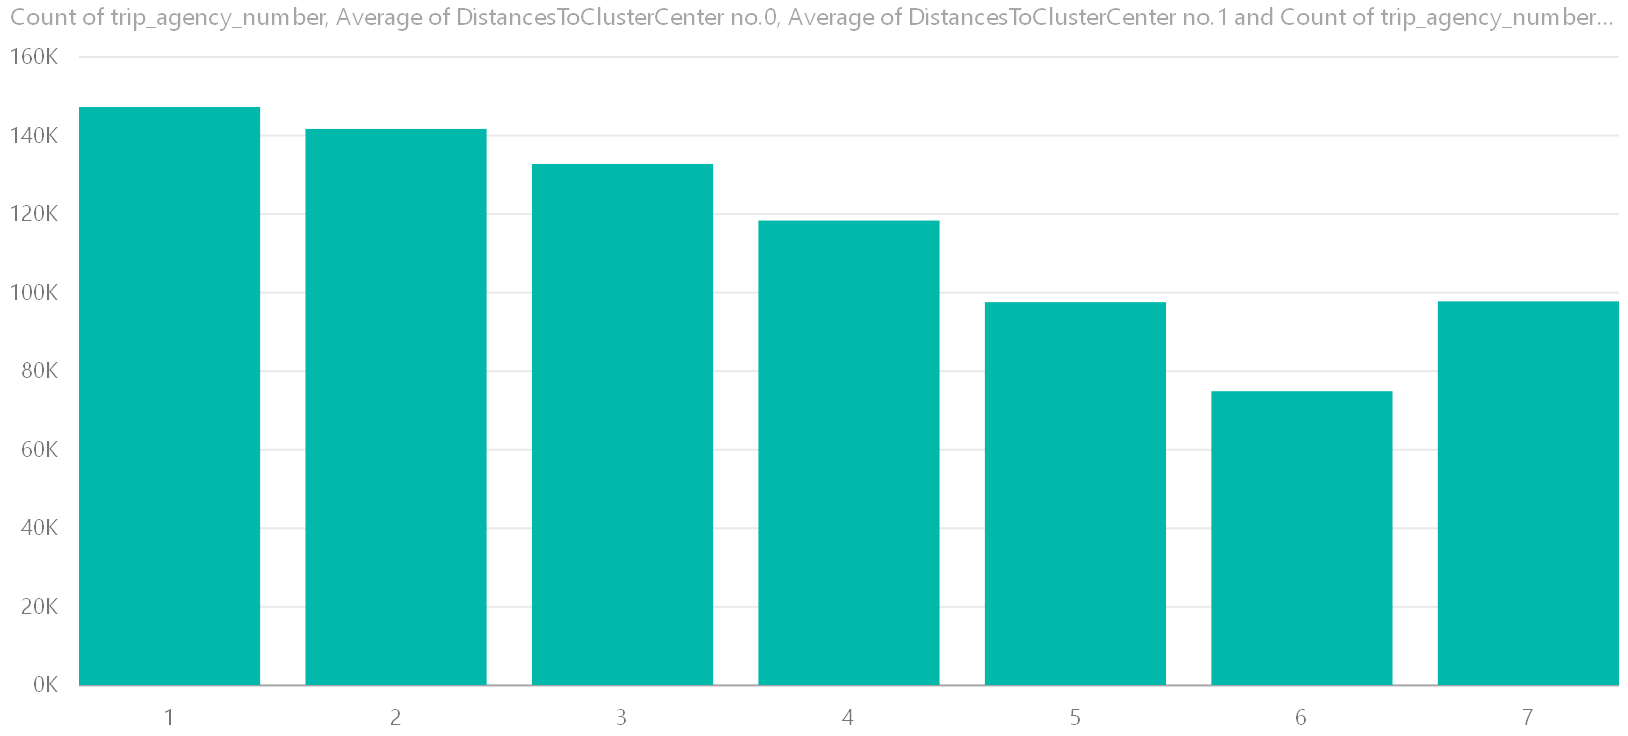 Count of trip_agency_number, Average of DistancesToClusterCenter no.0, Average of DistancesToClusterCenter no.1 and Count of trip_agency_number...
160K
140K
120K
100K
80K
60K
40K
20K
0K
1 2 3 4 5 6 7